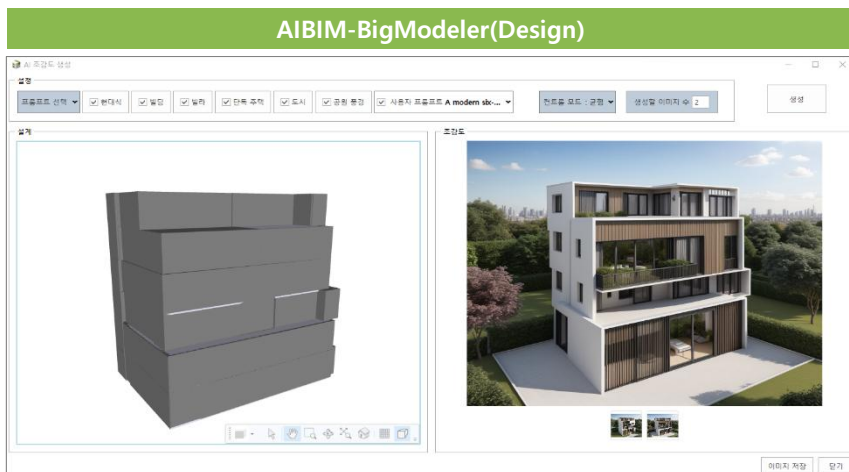 AIBIM-BigModeler(Design)
AI 조감도 생성
설정
프롬프트 선택 현대식 빌딩 빌라 단독 주택 도시 공원 풍경 사용자 프롬프트 A modern six-... 컨트롤 모드 : 균형 생성할 이미지 수 2 생성
설계 조감도
이미지 저장 닫기